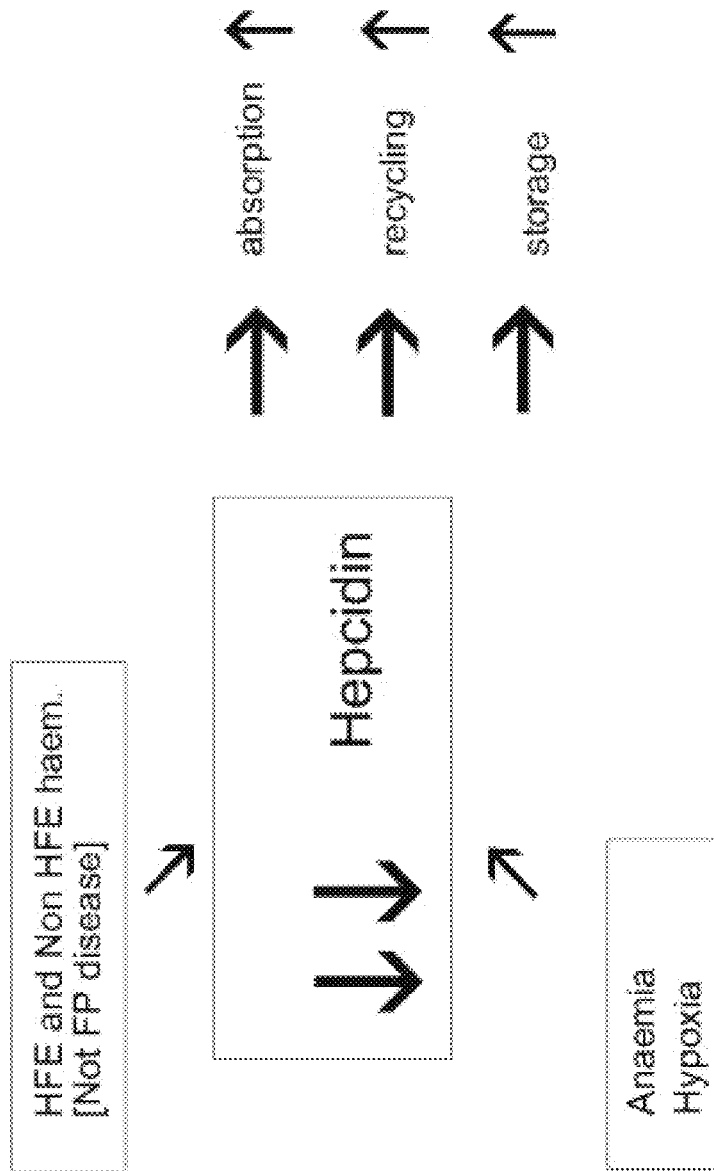 HFE and Non HFE haem.
[Not FP disease]
Hepcidin
absorption
recycling
storage
Anaemia
Hypoxia